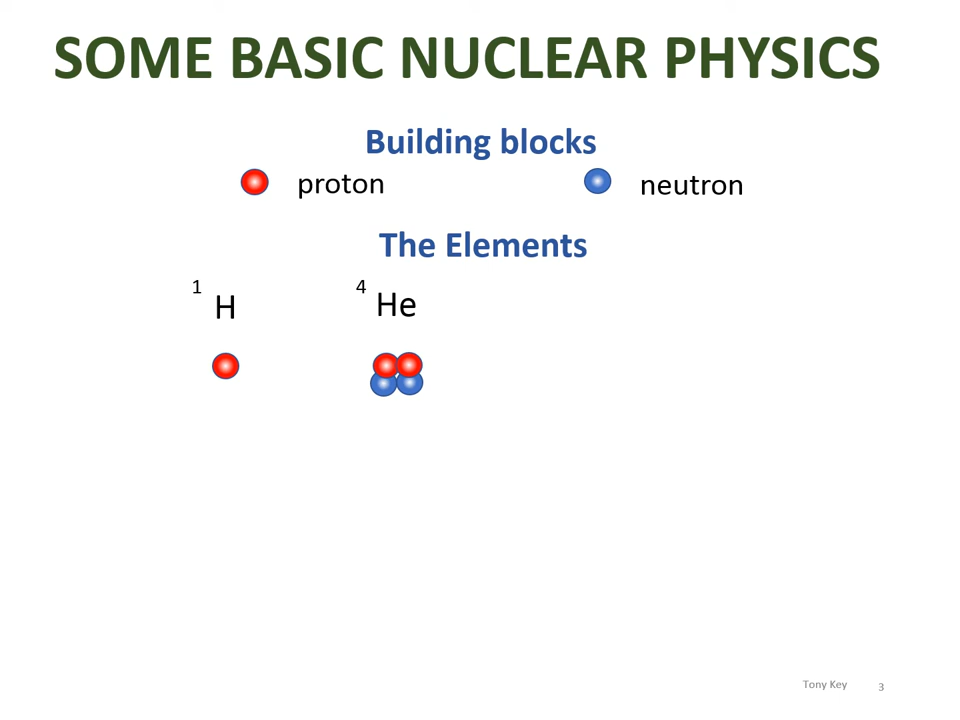 SOME BASIC NUCLEAR PHYSICS
Building blocks
proton neutron
The Elements
1 H 4 He
Tony Key 3